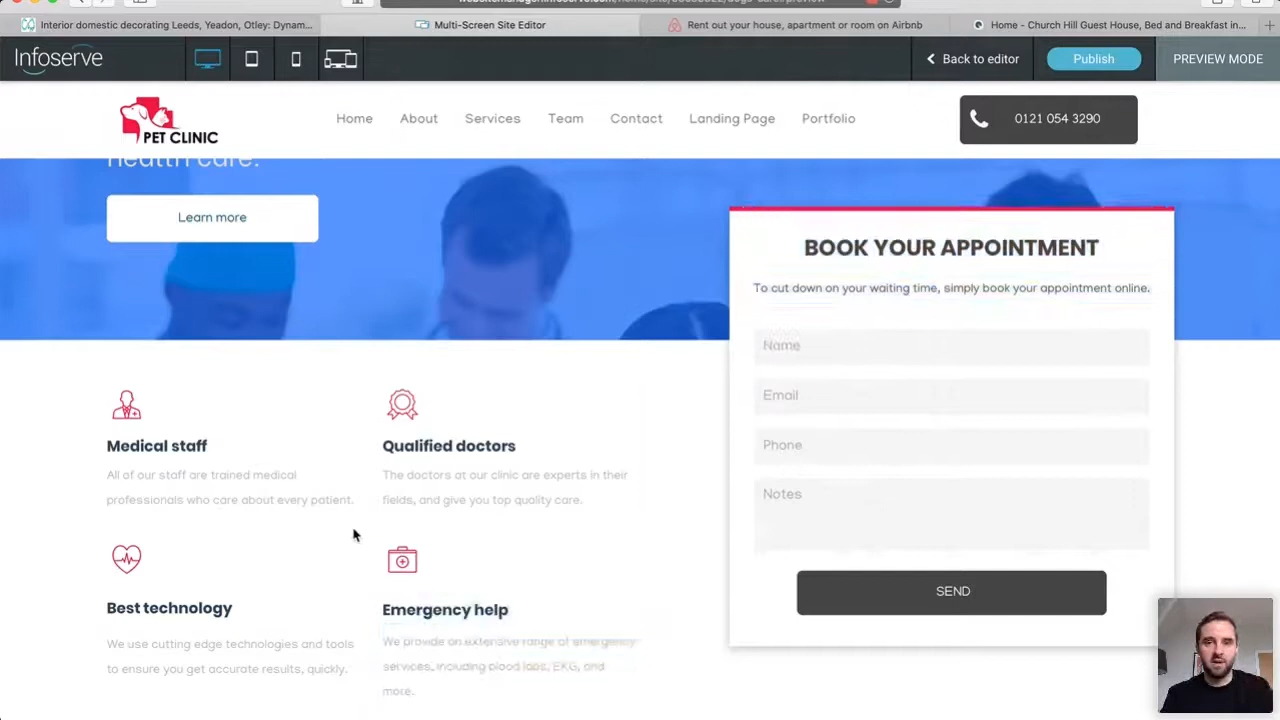 Interior domestic decorating Leeds, Yeadon, Otley: Dynam...
Multi-Screen Site Editor
Rent out your house, apartment or room on Airbnb
Home - Church Hill Guest House, Bed and Breakfast in...
Infoserve
Back to editor
Publish
PREVIEW MODE
PET CLINIC
Home
About
Services
Team
Contact
Landing Page
Portfolio
0121 054 3290
health care.
Learn more
BOOK YOUR APPOINTMENT
To cut down on your waiting time, simply book your appointment online.
Name
Email
Phone
Notes
SEND
Medical staff
All of our staff are trained medical
professionals who care about every patient.
Qualified doctors
The doctors at our clinic are experts in their
fields, and give you top quality care.
Best technology
We use cutting edge technologies and tools
to ensure you get accurate results, quickly.
Emergency help
We provide an extensive range of emergency
services, including blood labs, EKG, and
more.